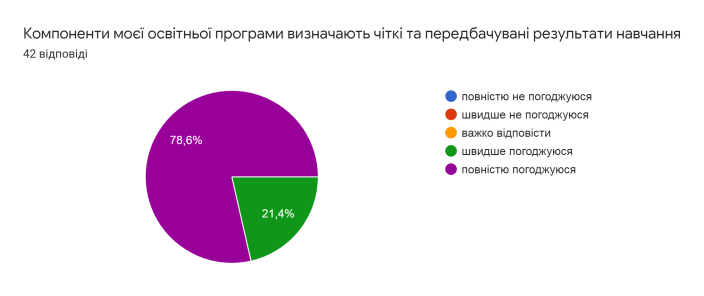 Компоненти моєї освітньої програми визначають чіткі та передбачувані результати навчання
42 відповіді
78,6%
21,4%
повністю не погоджуюся
швидше не погоджуюся
важко відповісти
швидше погоджуюся
повністю погоджуюся